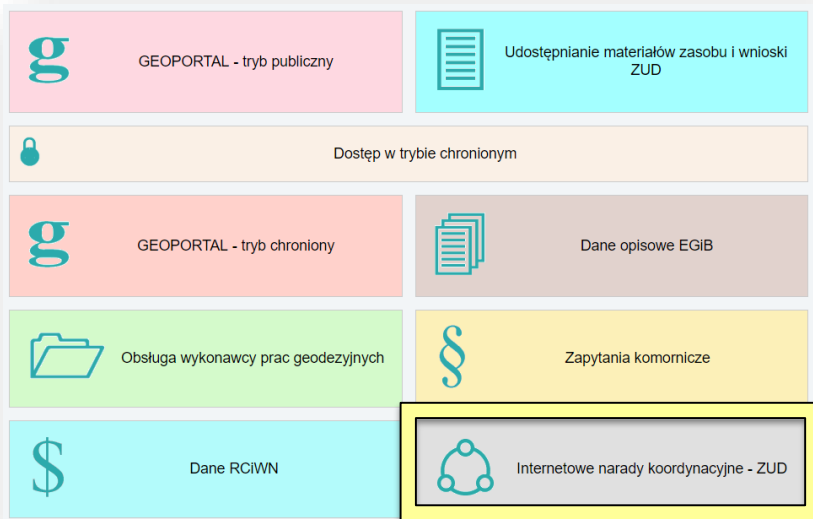 GEOPORTAL - tryb publiczny
Udostępnianie materiałów zasobu i wnioski
ZUD
Dostęp w trybie chronionym
GEOPORTAL - tryb chroniony
Dane opisowe EGiB
Obsługa wykonawcy prac geodezyjnych
Zapytania komornicze
Dane RCiWN
Internetowe narady koordynacyjne - ZUD